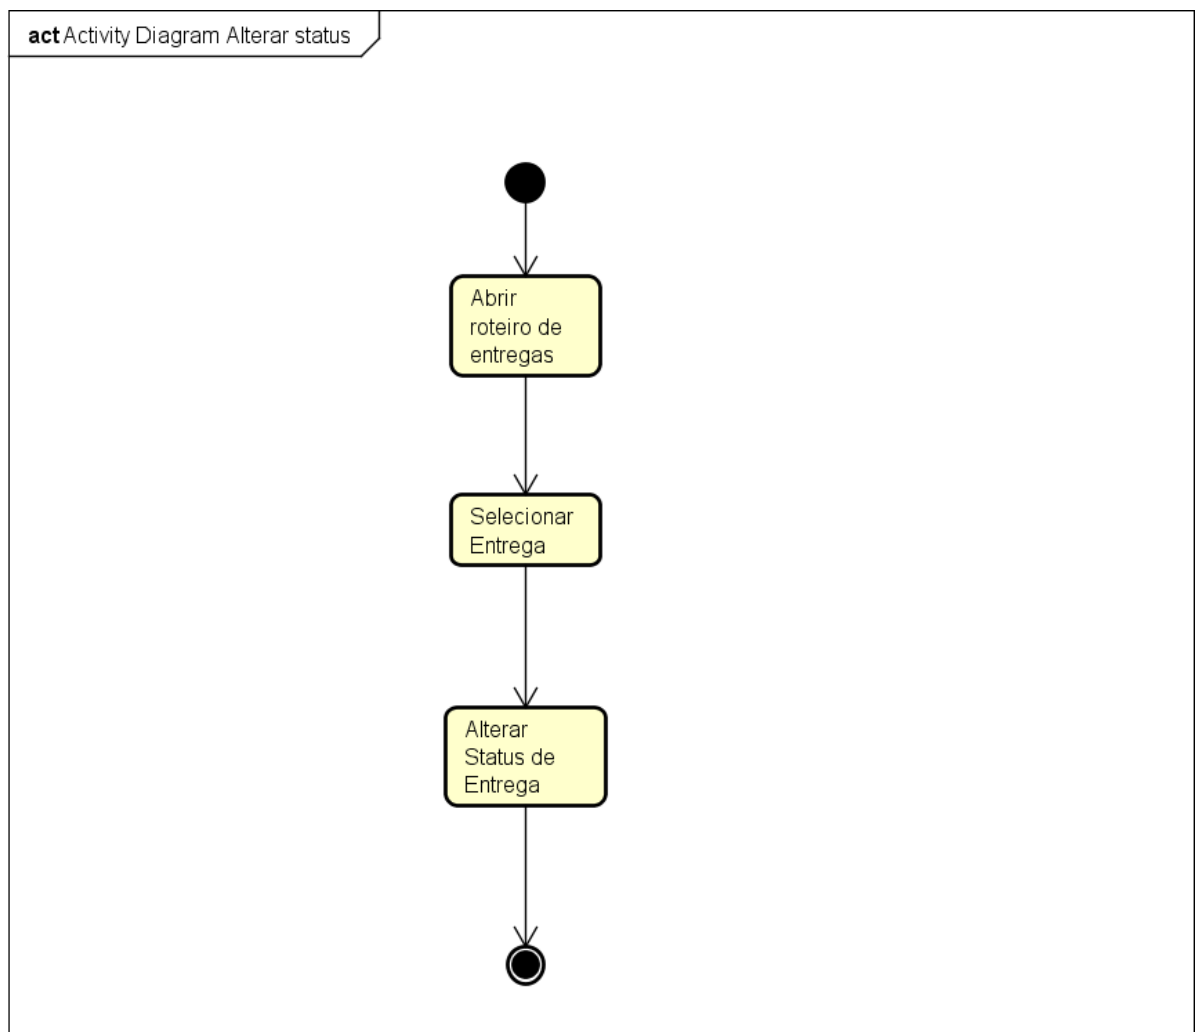 act Activity Diagram Alterar status
Abrir
roteiro de
entregas
Selecionar
Entrega
Alterar
Status de
Entrega